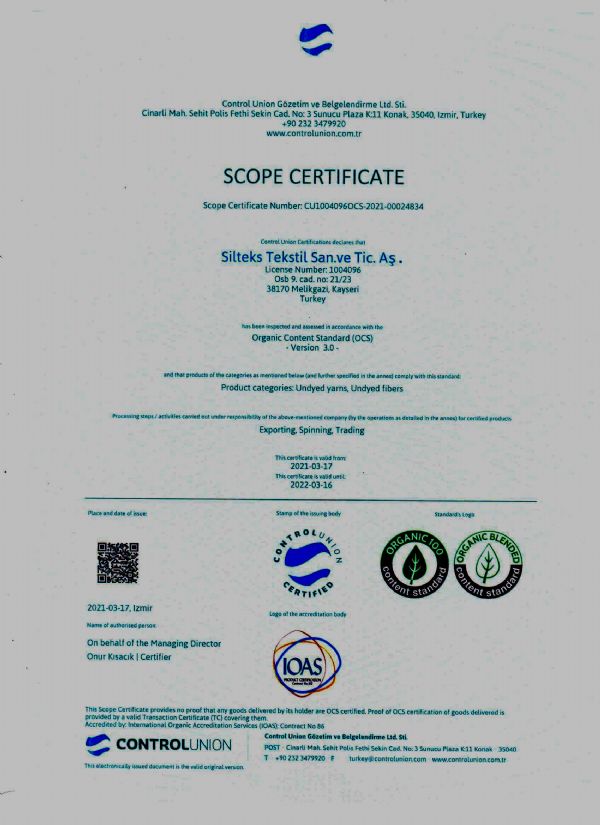 Control Union Gözetim ve Belgelendirme Ltd. Sti.
Cinarli Mah. Sehit Polis Fethi Sekin Cad. No: 3 Sunucu Plaza K:11 Konak, 35040, Izmir, Turkey
+90 232 3479920
www.controlunion.com.tr
SCOPE CERTIFICATE
Scope Certificate Number: CU1004096OCS-2021-00024834
Control Union Certifications declares that
Silteks Tekstil San.ve Tic. Aş .
License Number: 1004096
Osb 9. cad. no: 21/23
38170 Melikgazi, Kayseri
Turkey
has been inspected and assessed in accordance with the
Organic Content Standard (OCS)
- Version 3.0 -
and that products of the categories as mentioned below (and further specified in the annex) comply with this standard:
Product categories: Undyed yarns, Undyed fibers
Processing steps / activities carried out under responsibility of the above-mentioned company (by the operations as detailed in the annex) for certified products
Exporting, Spinning, Trading
This certificate is valid from:
2021-03-17
This certificate is valid until:
2022-03-16
Place and date of issue:
Stamp of the issuing body
Standard's Logo
CONTROLUNION
CERTIFIED
ORGANIC 100
content standard
ORGANIC BLENDED
content standard
2021-03-17, Izmir
Name of authorised person:
On behalf of the Managing Director
Onur Kısacık | Certifier
Logo of the accreditation body
IOAS
PRODUCT CERTIFICATION
Contract No 86
This Scope Certificate provides no proof that any goods delivered by its holder are OCS certified. Proof of OCS certification of goods delivered is
provided by a valid Transaction Certificate (TC) covering them.
Accredited by: International Organic Accreditation Services (IOAS); Contract No 86
CONTROLUNION
Control Union Gözetim ve Belgelendirme Ltd. Sti.
POST · Cinarli Mah. Sehit Polis Fethi Sekin Cad. No: 3 Sunucu Plaza K:11 Konak · 35040
T +90 232 3479920 F turkey@controlunion.com · www.controlunion.com.tr
This electronically issued document is the valid original version.